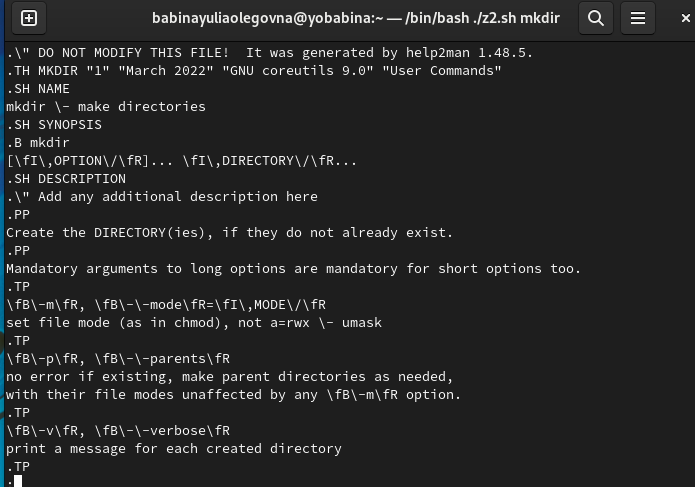 babinayuliaolegovna@yobabina:~ — /bin/bash ./z2.sh mkdir
.\" DO NOT MODIFY THIS FILE!  It was generated by help2man 1.48.5.
.TH MKDIR "1" "March 2022" "GNU coreutils 9.0" "User Commands"
.SH NAME
mkdir \- make directories
.SH SYNOPSIS
.B mkdir
[\fI\,OPTION\/\fR]... \fI\,DIRECTORY\/\fR...
.SH DESCRIPTION
.\" Add any additional description here
.PP
Create the DIRECTORY(ies), if they do not already exist.
.PP
Mandatory arguments to long options are mandatory for short options too.
.TP
\fB\-m\fR, \fB\-\-mode\fR=\fI\,MODE\/\fR
set file mode (as in chmod), not a=rwx \- umask
.TP
\fB\-p\fR, \fB\-\-parents\fR
no error if existing, make parent directories as needed,
with their file modes unaffected by any \fB\-m\fR option.
.TP
\fB\-v\fR, \fB\-\-verbose\fR
print a message for each created directory
.TP
: